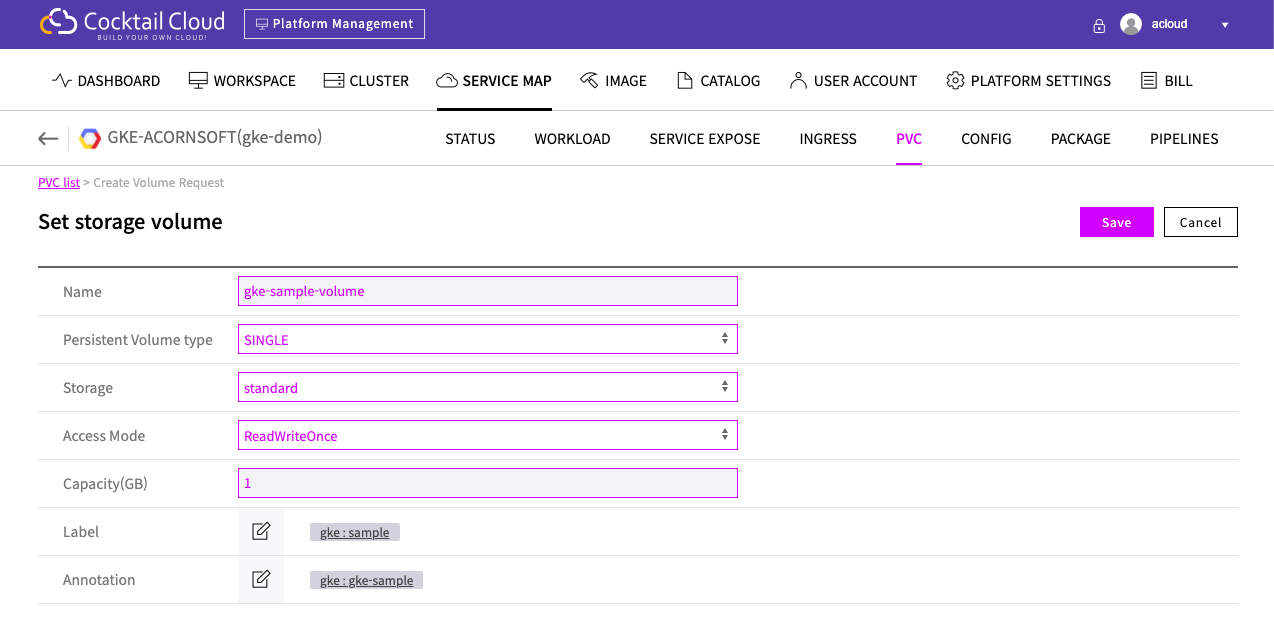 Cocktail Cloud
BUILD YOUR OWN CLOUD!
Platform Management
acloud
DASHBOARD WORKSPACE CLUSTER SERVICE MAP IMAGE CATALOG USER ACCOUNT PLATFORM SETTINGS BILL
GKE-ACORNSOFT(gke-demo) STATUS WORKLOAD SERVICE EXPOSE INGRESS PVC CONFIG PACKAGE PIPELINES
PVC list > Create Volume Request
Set storage volume Save Cancel
Name gke-sample-volume
Persistent Volume type SINGLE
Storage standard
Access Mode ReadWriteOnce
Capacity(GB) 1
Label gke : sample
Annotation gke : gke-sample